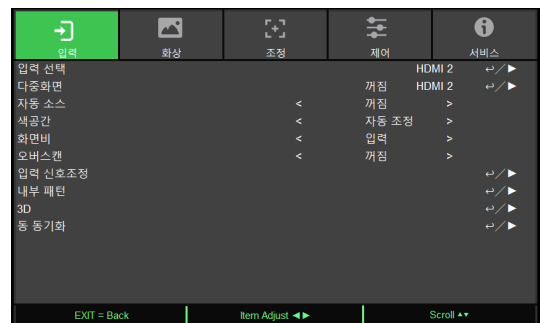 입력 화상 조정 제어 서비스
입력 선택 HDMI 2 ↩/▶
다중화면 꺼짐 HDMI 2 ↩/▶
자동 소스 < 꺼짐 >
색공간 < 자동 조정 >
화면비 < 입력 >
오버스캔 < 꺼짐 >
입력 신호조정 ↩/▶
내부 패턴 ↩/▶
3D ↩/▶
동 동기화 ↩/▶
EXIT = Back Item Adjust ◀▶ Scroll ▲▼